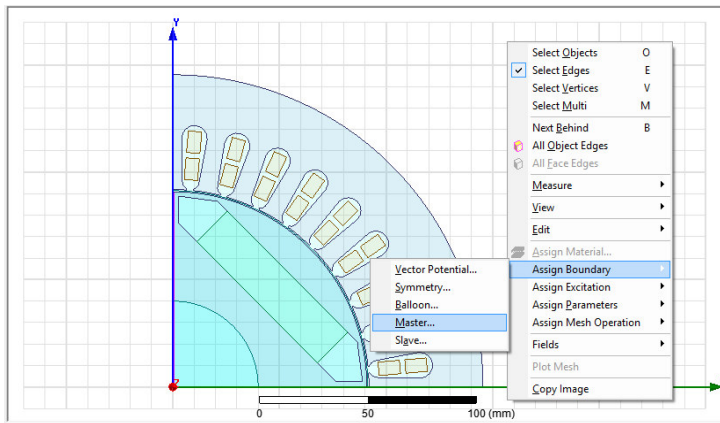 Y
Select Objects O
Select Edges E
Select Vertices V
Select Multi M
Next Behind B
All Object Edges
All Face Edges
Measure
View
Edit
Assign Material...
Assign Boundary
Assign Excitation
Assign Parameters
Assign Mesh Operation
Fields
Plot Mesh
Copy Image
Vector Potential...
Symmetry...
Balloon...
Master...
Slave...
0 50 100 (mm)